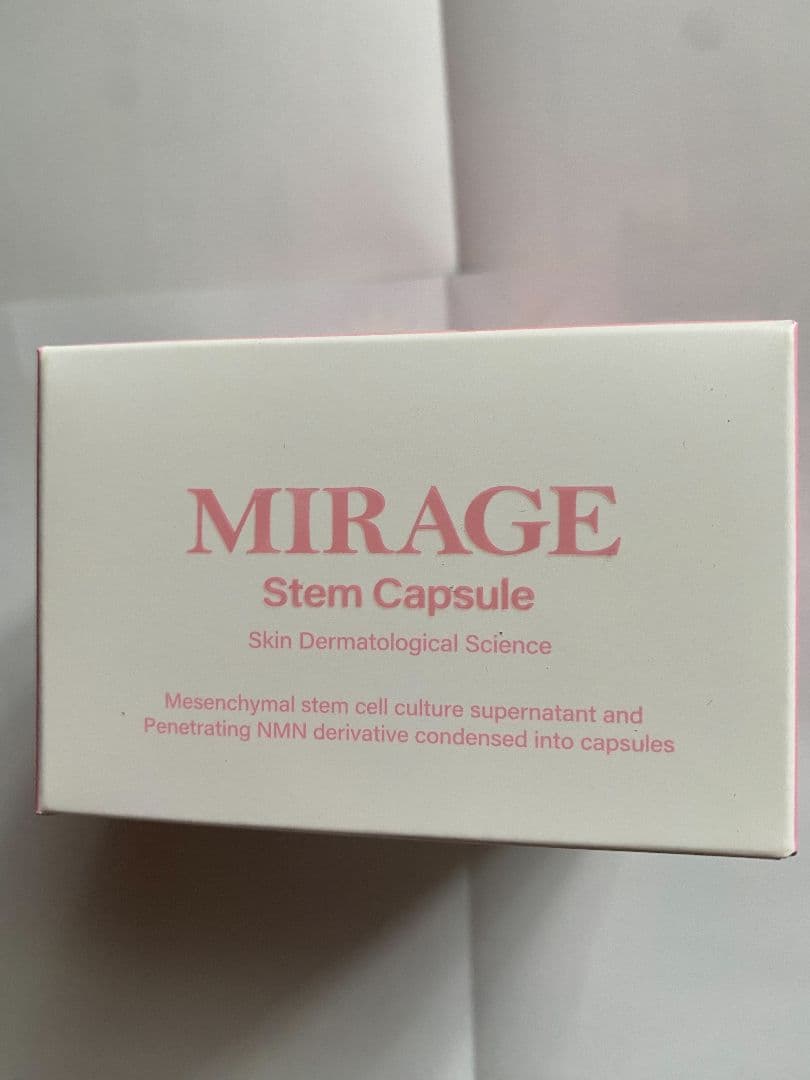 MIRAGE
Stem Capsule
Skin Dermatological Science
Mesenchymal stem cell culture supernatant and
Penetrating NMN derivative condensed into capsules